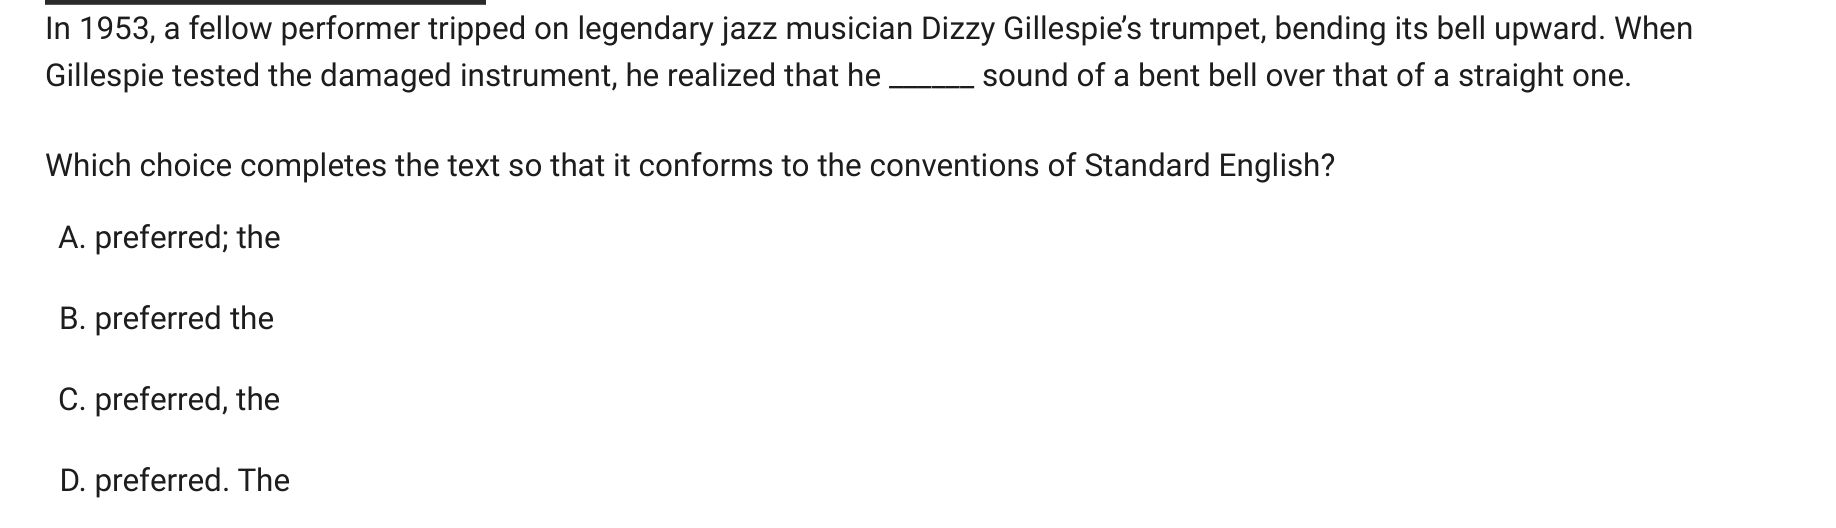 In 1953, a fellow performer tripped on legendary jazz musician Dizzy Gillespie’s trumpet, bending its bell upward. When
Gillespie tested the damaged instrument, he realized that he ______ sound of a bent bell over that of a straight one.
Which choice completes the text so that it conforms to the conventions of Standard English?
A. preferred; the
B. preferred the
C. preferred, the
D. preferred. The